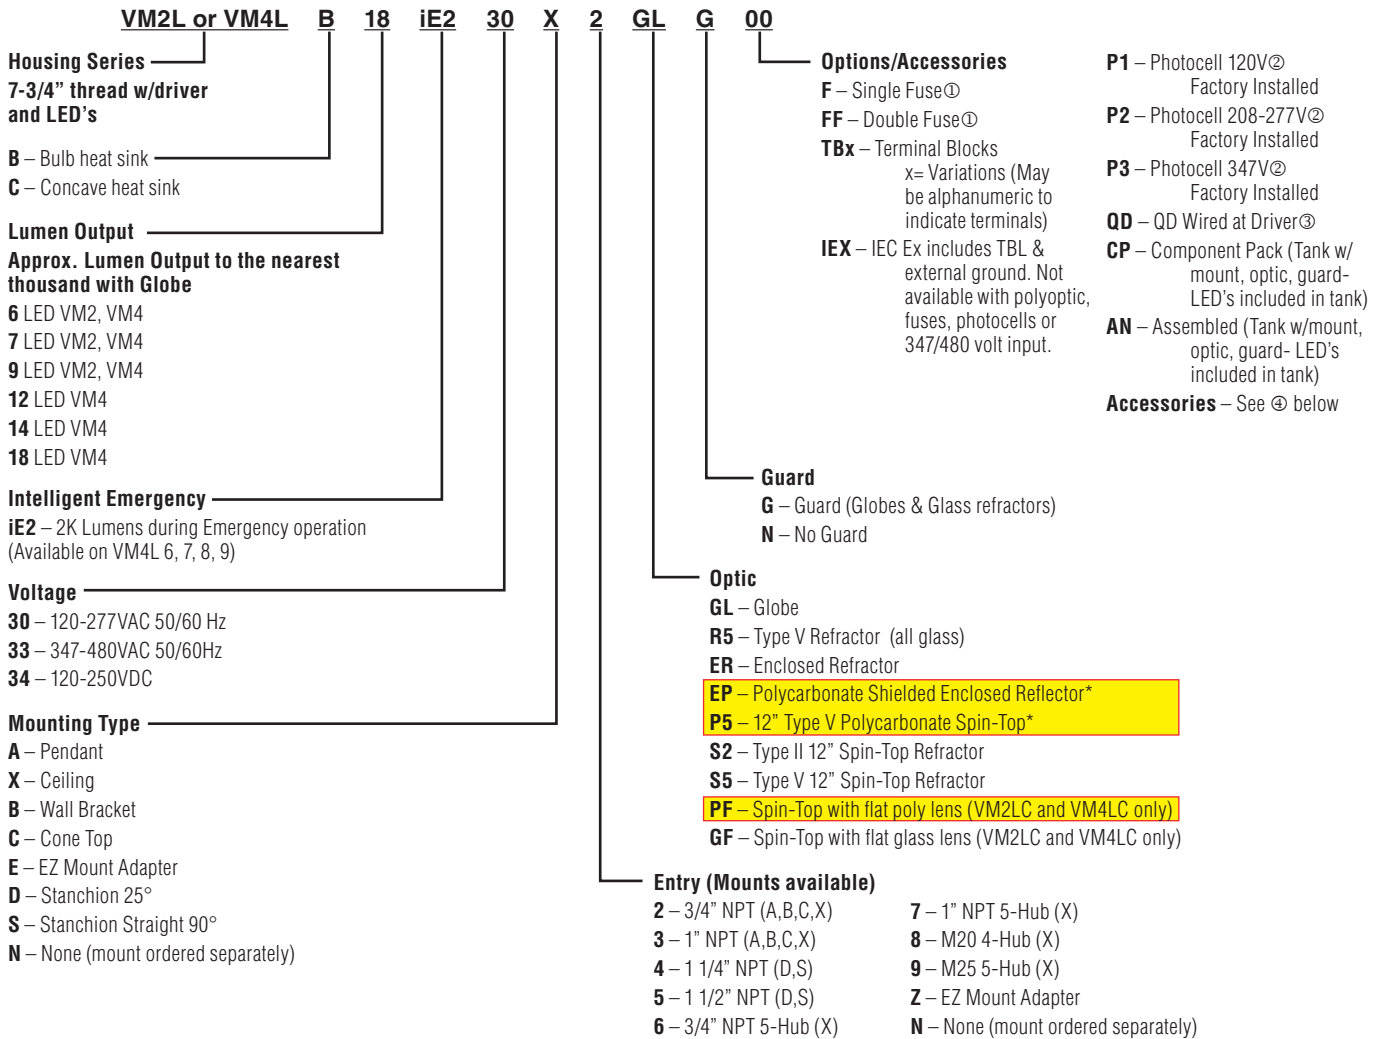 VM2L or VM4L B 18 iE2 30 X 2 GL G 00
Housing Series
7-3/4” thread w/driver
and LED’s
B – Bulb heat sink
C – Concave heat sink
Lumen Output
Approx. Lumen Output to the nearest
thousand with Globe
6 LED VM2, VM4
7 LED VM2, VM4
9 LED VM2, VM4
12 LED VM4
14 LED VM4
18 LED VM4
Intelligent Emergency
iE2 – 2K Lumens during Emergency operation
(Available on VM4L 6, 7, 8, 9)
Voltage
30 – 120-277VAC 50/60 Hz
33 – 347-480VAC 50/60Hz
34 – 120-250VDC
Mounting Type
A – Pendant
X – Ceiling
B – Wall Bracket
C – Cone Top
E – EZ Mount Adapter
D – Stanchion 25°
S – Stanchion Straight 90°
N – None (mount ordered separately)
Options/Accessories
F – Single Fuse①
FF – Double Fuse①
TBx – Terminal Blocks
x= Variations (May
be alphanumeric to
indicate terminals)
IEX – IEC Ex includes TBL &
external ground. Not
available with polyoptic,
fuses, photocells or
347/480 volt input.
P1 – Photocell 120V②
Factory Installed
P2 – Photocell 208-277V②
Factory Installed
P3 – Photocell 347V②
Factory Installed
QD – QD Wired at Driver③
CP – Component Pack (Tank w/
mount, optic, guard-
LED’s included in tank)
AN – Assembled (Tank w/mount,
optic, guard- LED’s
included in tank)
Accessories – See ④ below
Guard
G – Guard (Globes & Glass refractors)
N – No Guard
Optic
GL – Globe
R5 – Type V Refractor (all glass)
ER – Enclosed Refractor
EP – Polycarbonate Shielded Enclosed Reflector*
P5 – 12” Type V Polycarbonate Spin-Top*
S2 – Type II 12” Spin-Top Refractor
S5 – Type V 12” Spin-Top Refractor
PF – Spin-Top with flat poly lens (VM2LC and VM4LC only)
GF – Spin-Top with flat glass lens (VM2LC and VM4LC only)
Entry (Mounts available)
2 – 3/4” NPT (A,B,C,X)
3 – 1” NPT (A,B,C,X)
4 – 1 1/4” NPT (D,S)
5 – 1 1/2” NPT (D,S)
6 – 3/4” NPT 5-Hub (X)
7 – 1” NPT 5-Hub (X)
8 – M20 4-Hub (X)
9 – M25 5-Hub (X)
Z – EZ Mount Adapter
N – None (mount ordered separately)